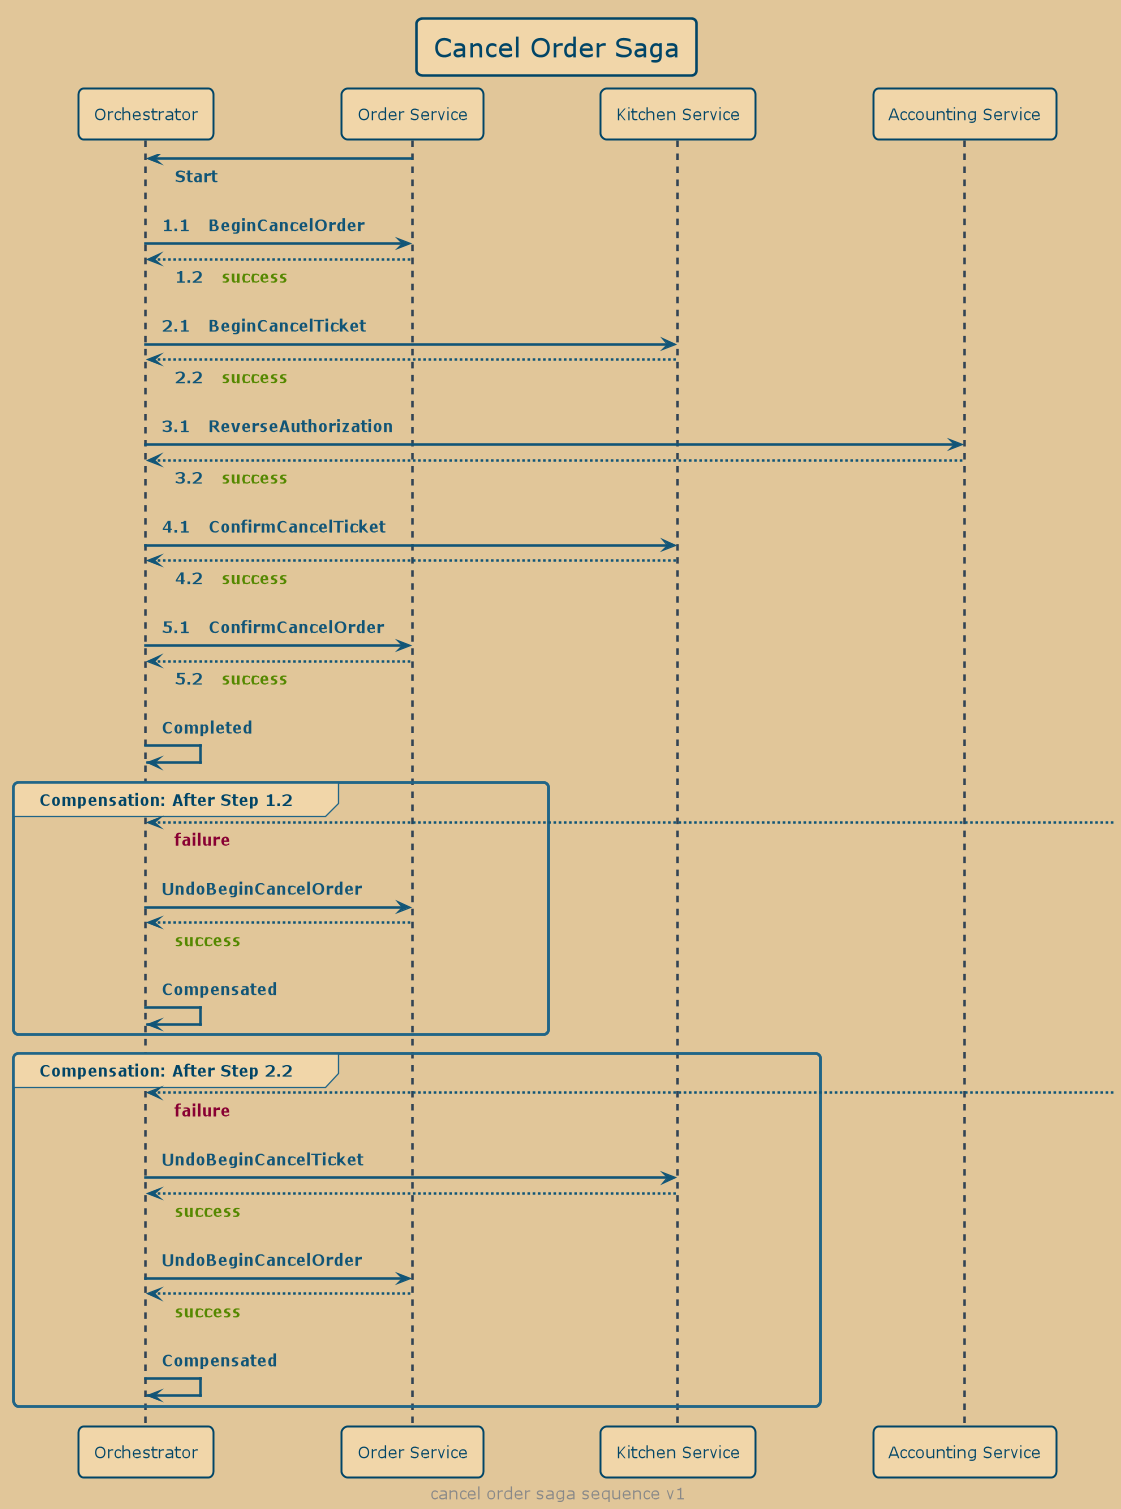 Cancel Order Saga
Orchestrator Order Service Kitchen Service Accounting Service
Start
1.1 BeginCancelOrder
1.2 success
2.1 BeginCancelTicket
2.2 success
3.1 ReverseAuthorization
3.2 success
4.1 ConfirmCancelTicket
4.2 success
5.1 ConfirmCancelOrder
5.2 success
Completed
Compensation: After Step 1.2
failure
UndoBeginCancelOrder
success
Compensated
Compensation: After Step 2.2
failure
UndoBeginCancelTicket
success
UndoBeginCancelOrder
success
Compensated
Orchestrator Order Service Kitchen Service Accounting Service
cancel order saga sequence v1